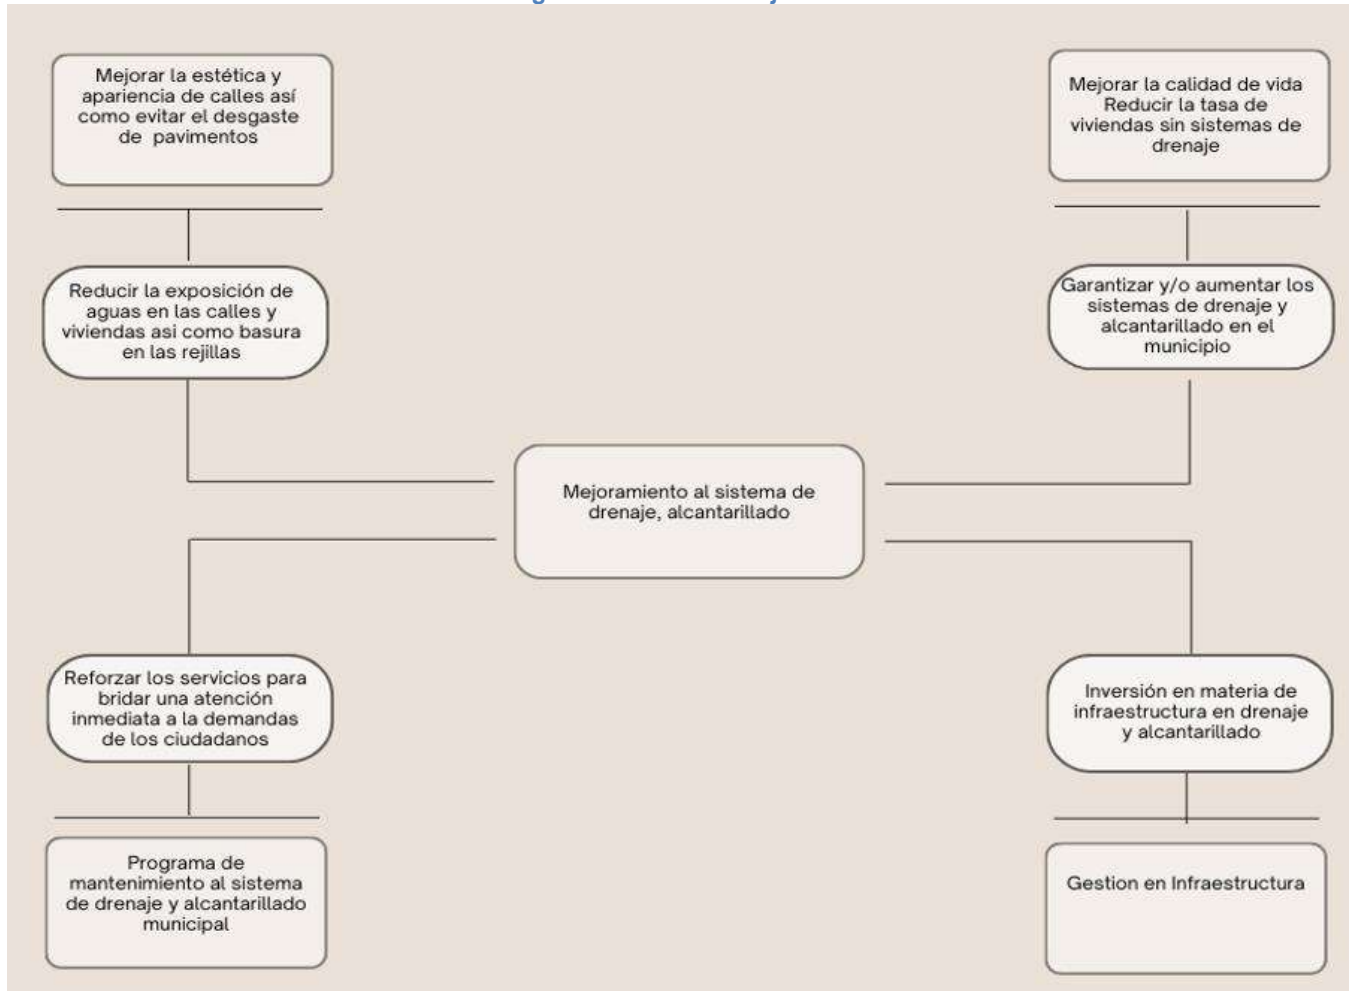 Mejorar la estética y
apariencia de calles así
como evitar el desgaste
de pavimentos
Mejorar la calidad de vida
Reducir la tasa de
viviendas sin sistemas de
drenaje
Reducir la exposición de
aguas en las calles y
viviendas asi como basura
en las rejillas
Garantizar y/o aumentar los
sistemas de drenaje y
alcantarillado en el
municipio
Mejoramiento al sistema de
drenaje, alcantarillado
Reforzar los servicios para
bridar una atención
inmediata a la demandas
de los ciudadanos
Inversión en materia de
infraestructura en drenaje
y alcantarillado
Programa de
mantenimiento al sistema
de drenaje y alcantarillado
municipal
Gestion en Infraestructura